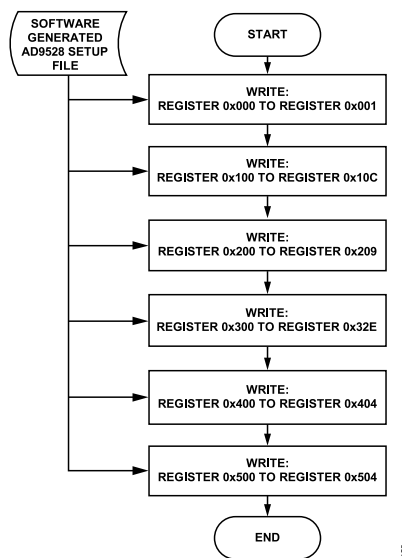 SOFTWARE
GENERATED
AD9528 SETUP
FILE
START
WRITE:
REGISTER 0x000 TO REGISTER 0x001
WRITE:
REGISTER 0x100 TO REGISTER 0x10C
WRITE:
REGISTER 0x200 TO REGISTER 0x209
WRITE:
REGISTER 0x300 TO REGISTER 0x32E
WRITE:
REGISTER 0x400 TO REGISTER 0x404
WRITE:
REGISTER 0x500 TO REGISTER 0x504
END